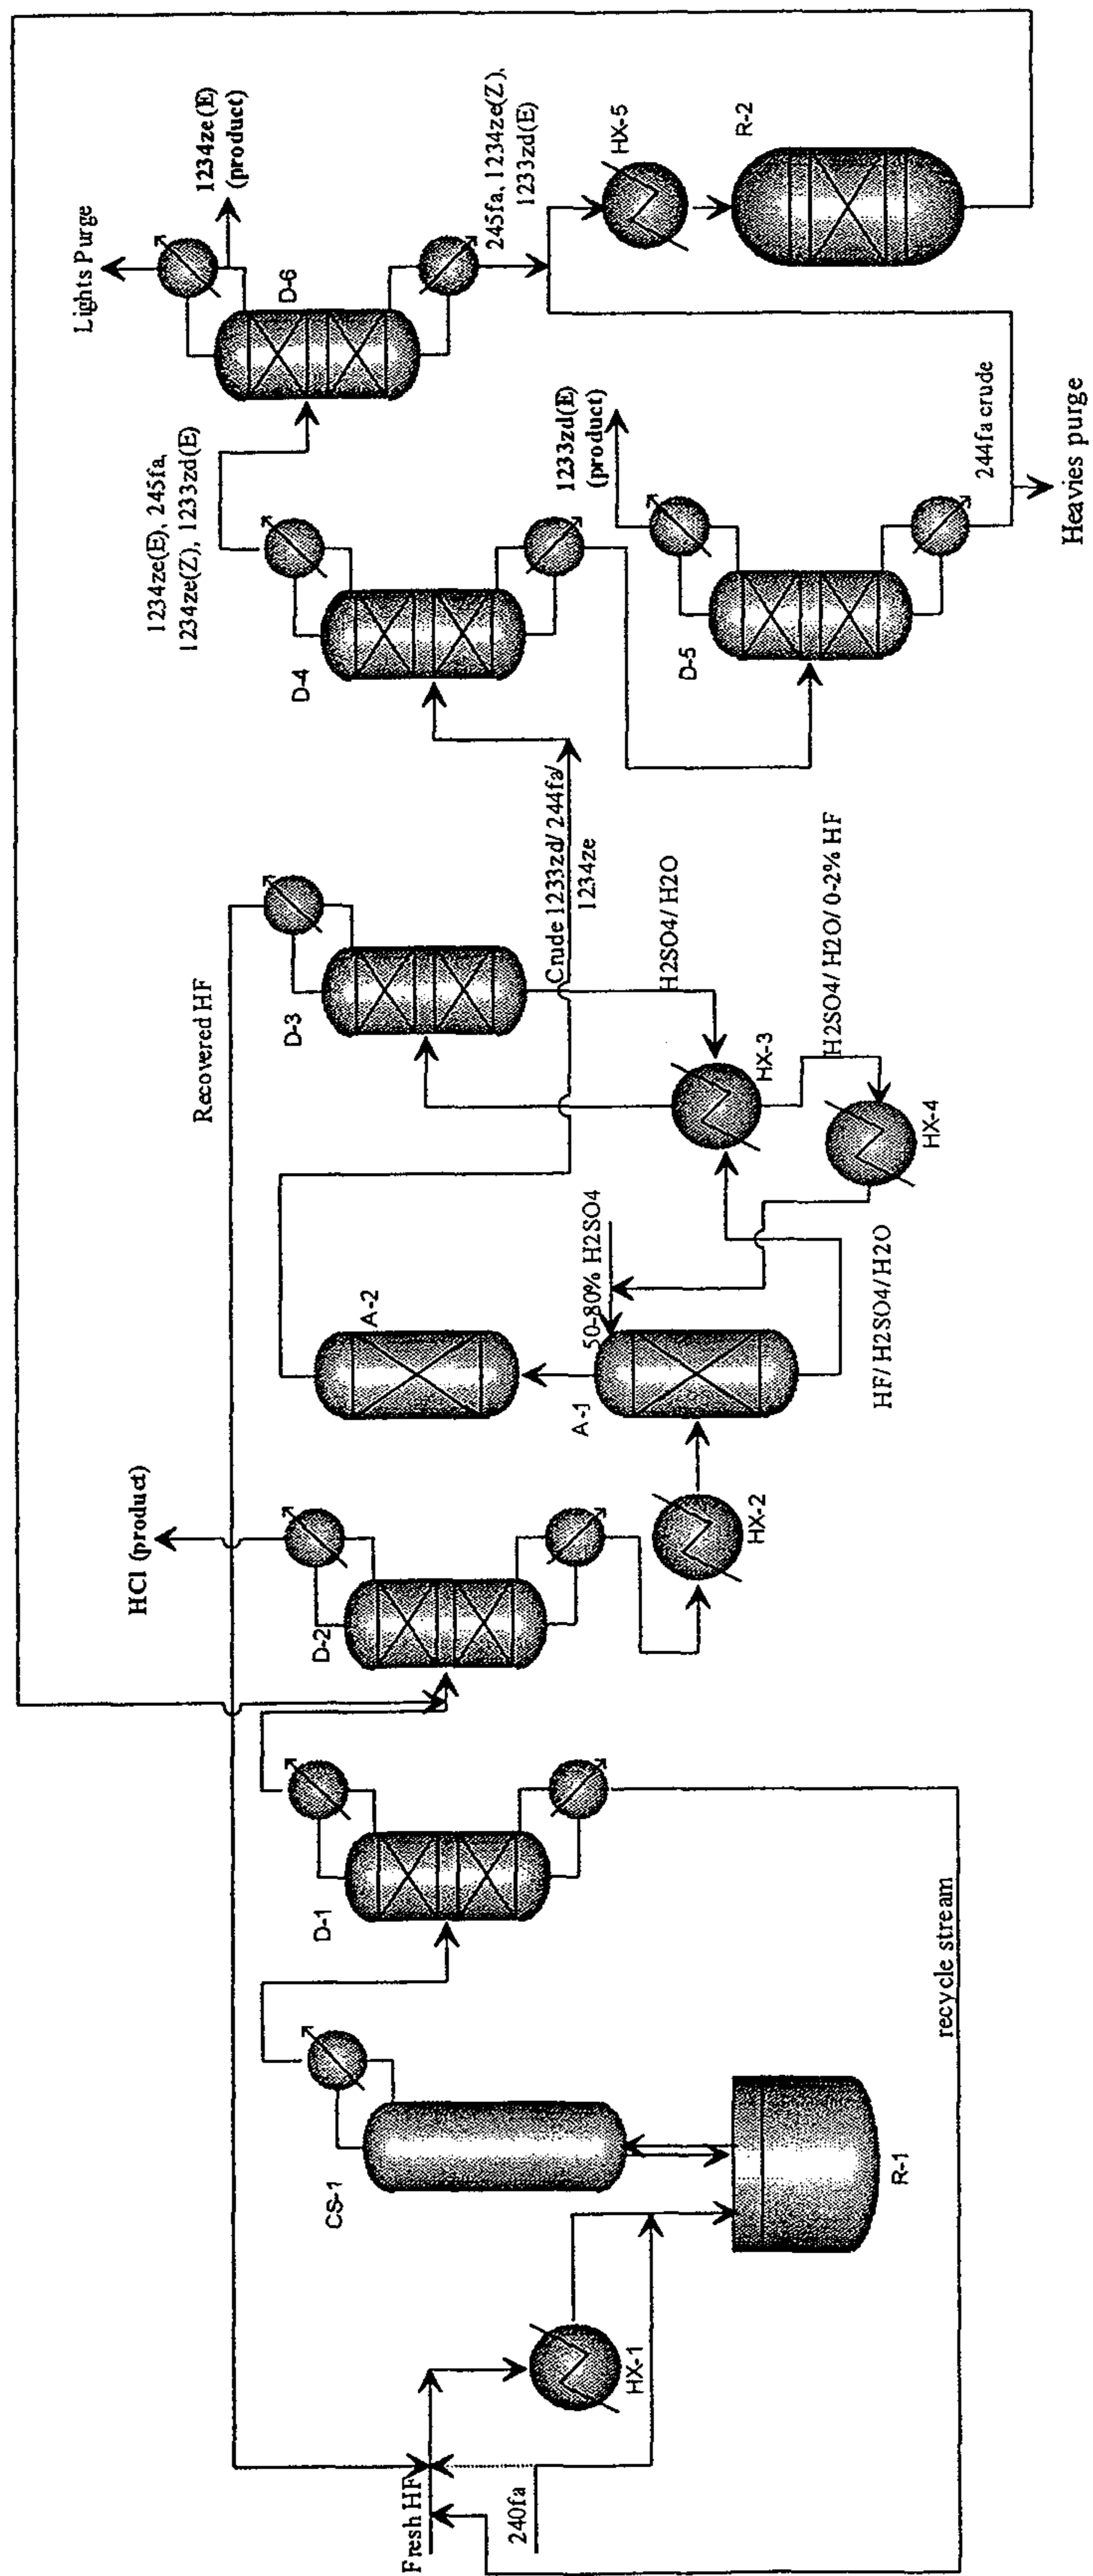 Fresh HF
240fa
HX-1
R-1
CS-1
recycle stream
D-1
D-2
HCl (product)
HX-2
A-1
A-2
50-80% H2SO4
HF/ H2SO4/ H2O
HX-4
HX-3
H2SO4/ H2O/ 0-2% HF
H2SO4/ H2O
Recovered HF
D-3
Crude 1233zd/ 244fa/
1234ze
D-4
D-5
1234ze(E), 245fa,
1234ze(Z), 1233zd(E)
1233zd(E)
(product)
244fa crude
Heavies purge
D-6
Lights Purge
1234ze(E)
(product)
245fa, 1234ze(Z),
1233zd(E)
HX-5
R-2